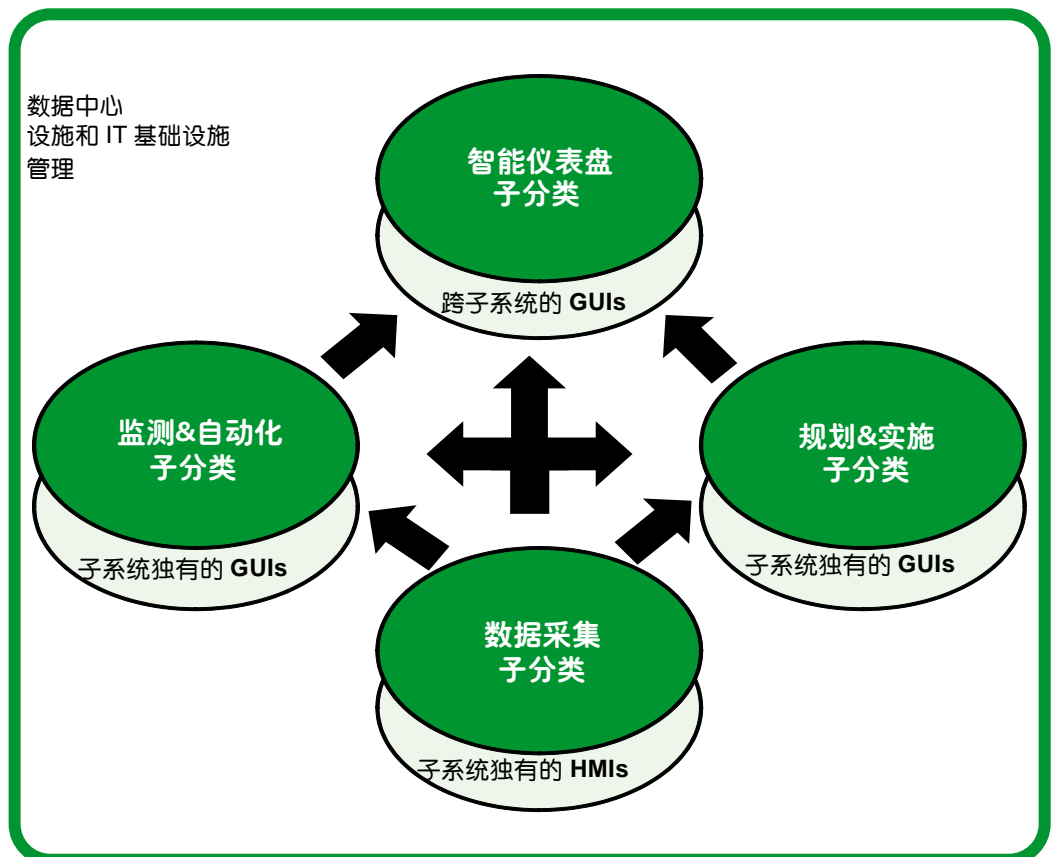 数据中心
设施和 IT 基础设施
管理
智能仪表盘
子分类
跨子系统的 GUIs
监测&自动化
子分类
子系统独有的 GUIs
规划&实施
子分类
子系统独有的 GUIs
数据采集
子分类
子系统独有的 HMIs